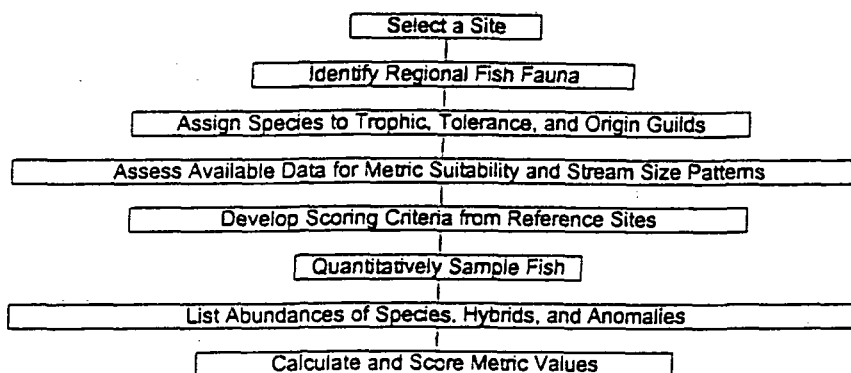 Select a Site
Identify Regional Fish Fauna
Assign Species to Trophic, Tolerance, and Origin Guilds
Assess Available Data for Metric Suitability and Stream Size Patterns
Develop Scoring Criteria from Reference Sites
Quantitatively Sample Fish
List Abundances of Species, Hybrids, and Anomalies
Calculate and Score Metric Values